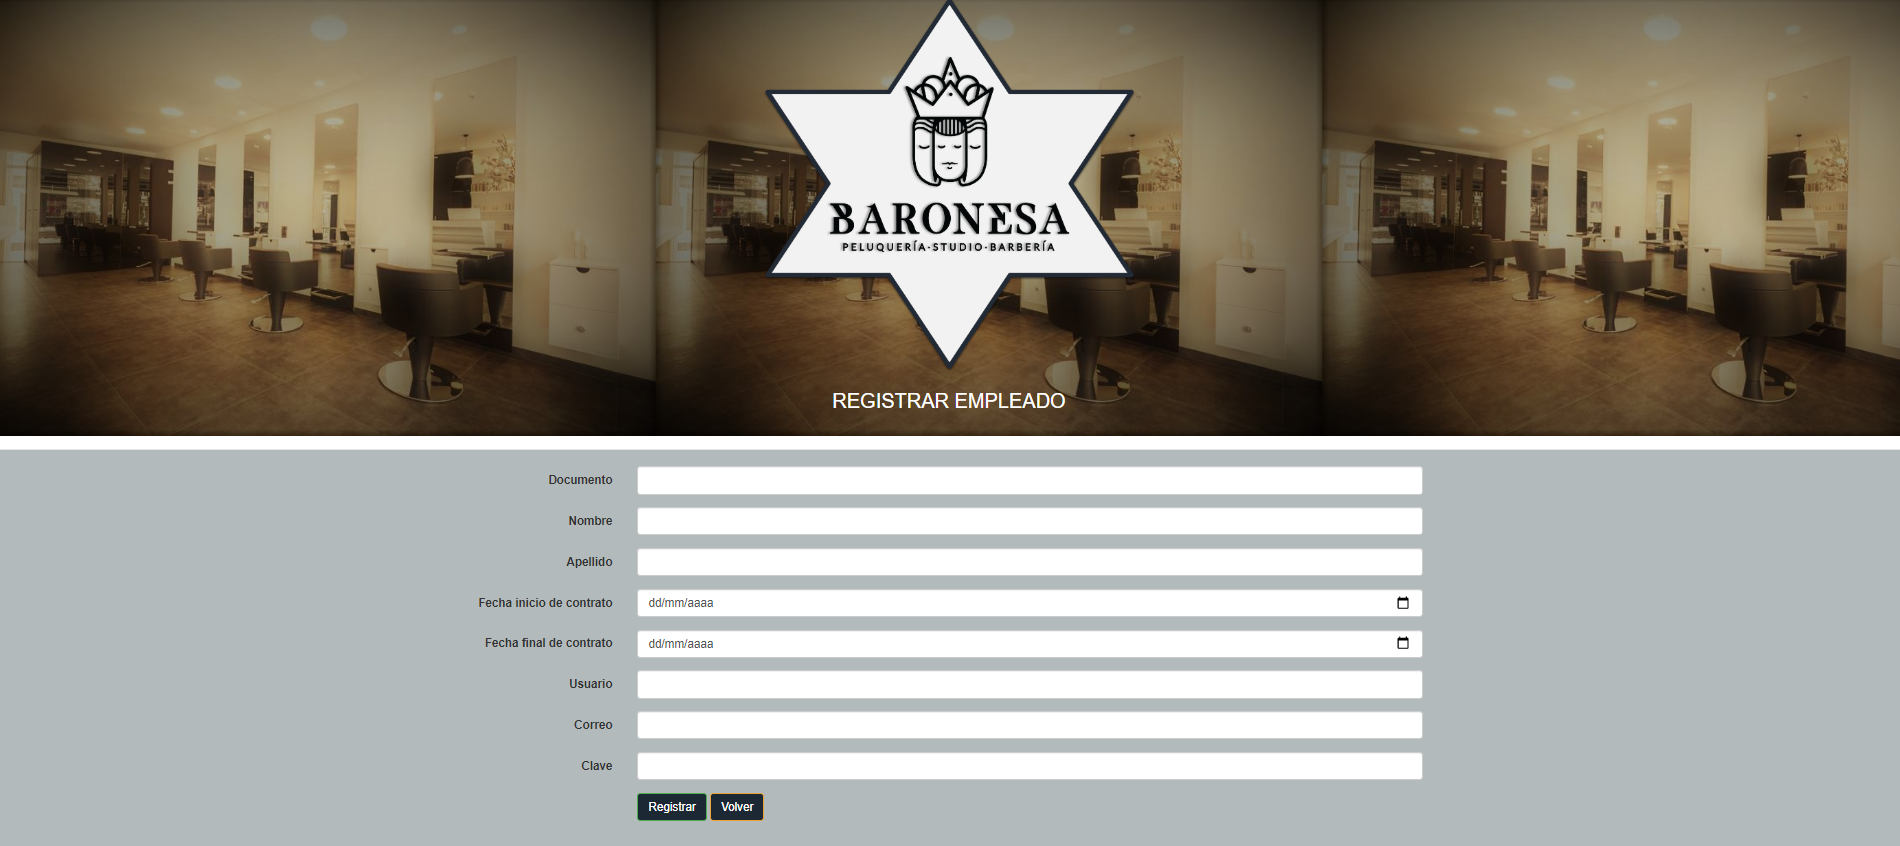 BARONESA
PELUQUERÍA·STUDIO·BARBERÍA
REGISTRAR EMPLEADO
Documento
Nombre
Apellido
Fecha inicio de contrato
dd/mm/aaaa
Fecha final de contrato
dd/mm/aaaa
Usuario
Correo
Clave
Registrar Volver